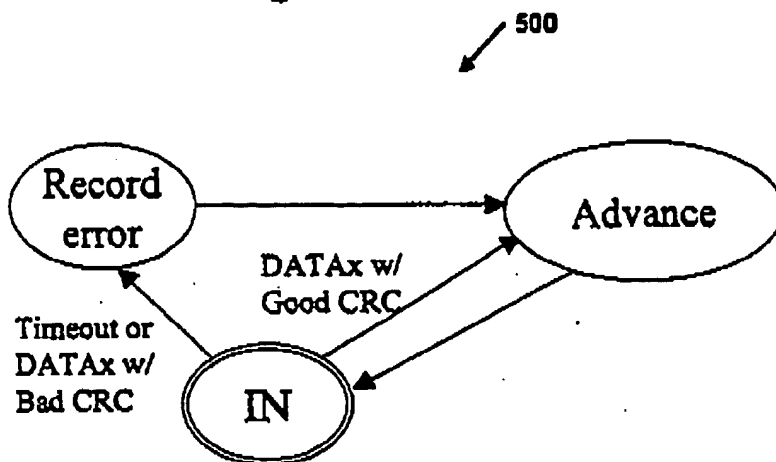 500
Record
error
Advance
DATAx w/
Good CRC
Timeout or
DATAx w/
Bad CRC
IN